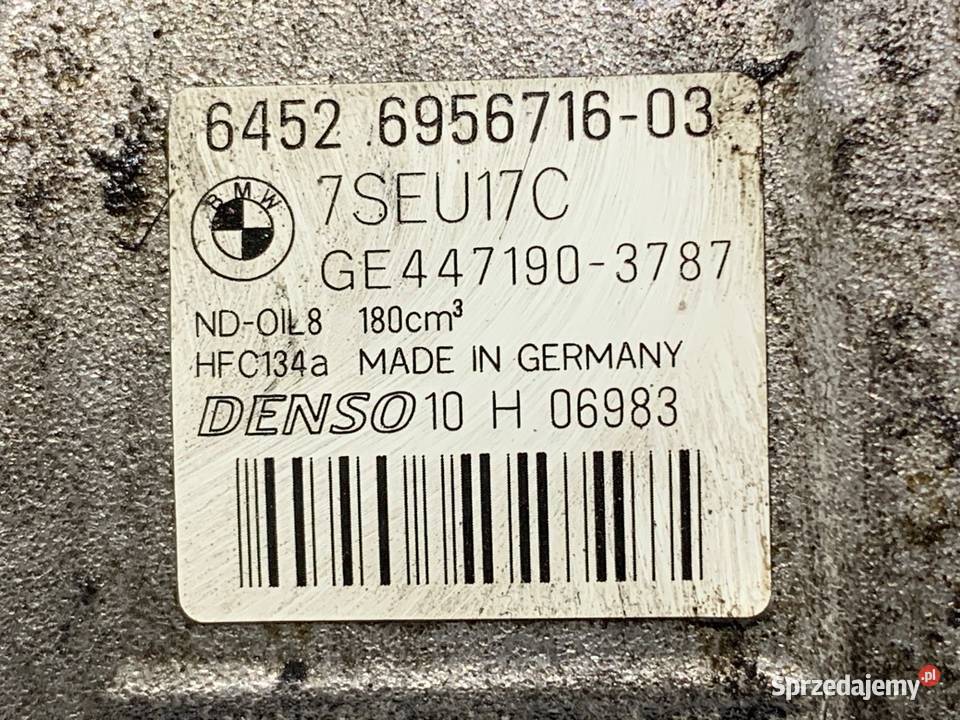 6452 6956716-03
BMW
7SEU17C
GE447190-3787
ND-OIL8 180cm³
HFC134a MADE IN GERMANY
DENSO 10 H 06983
Sprzedajemy.pl